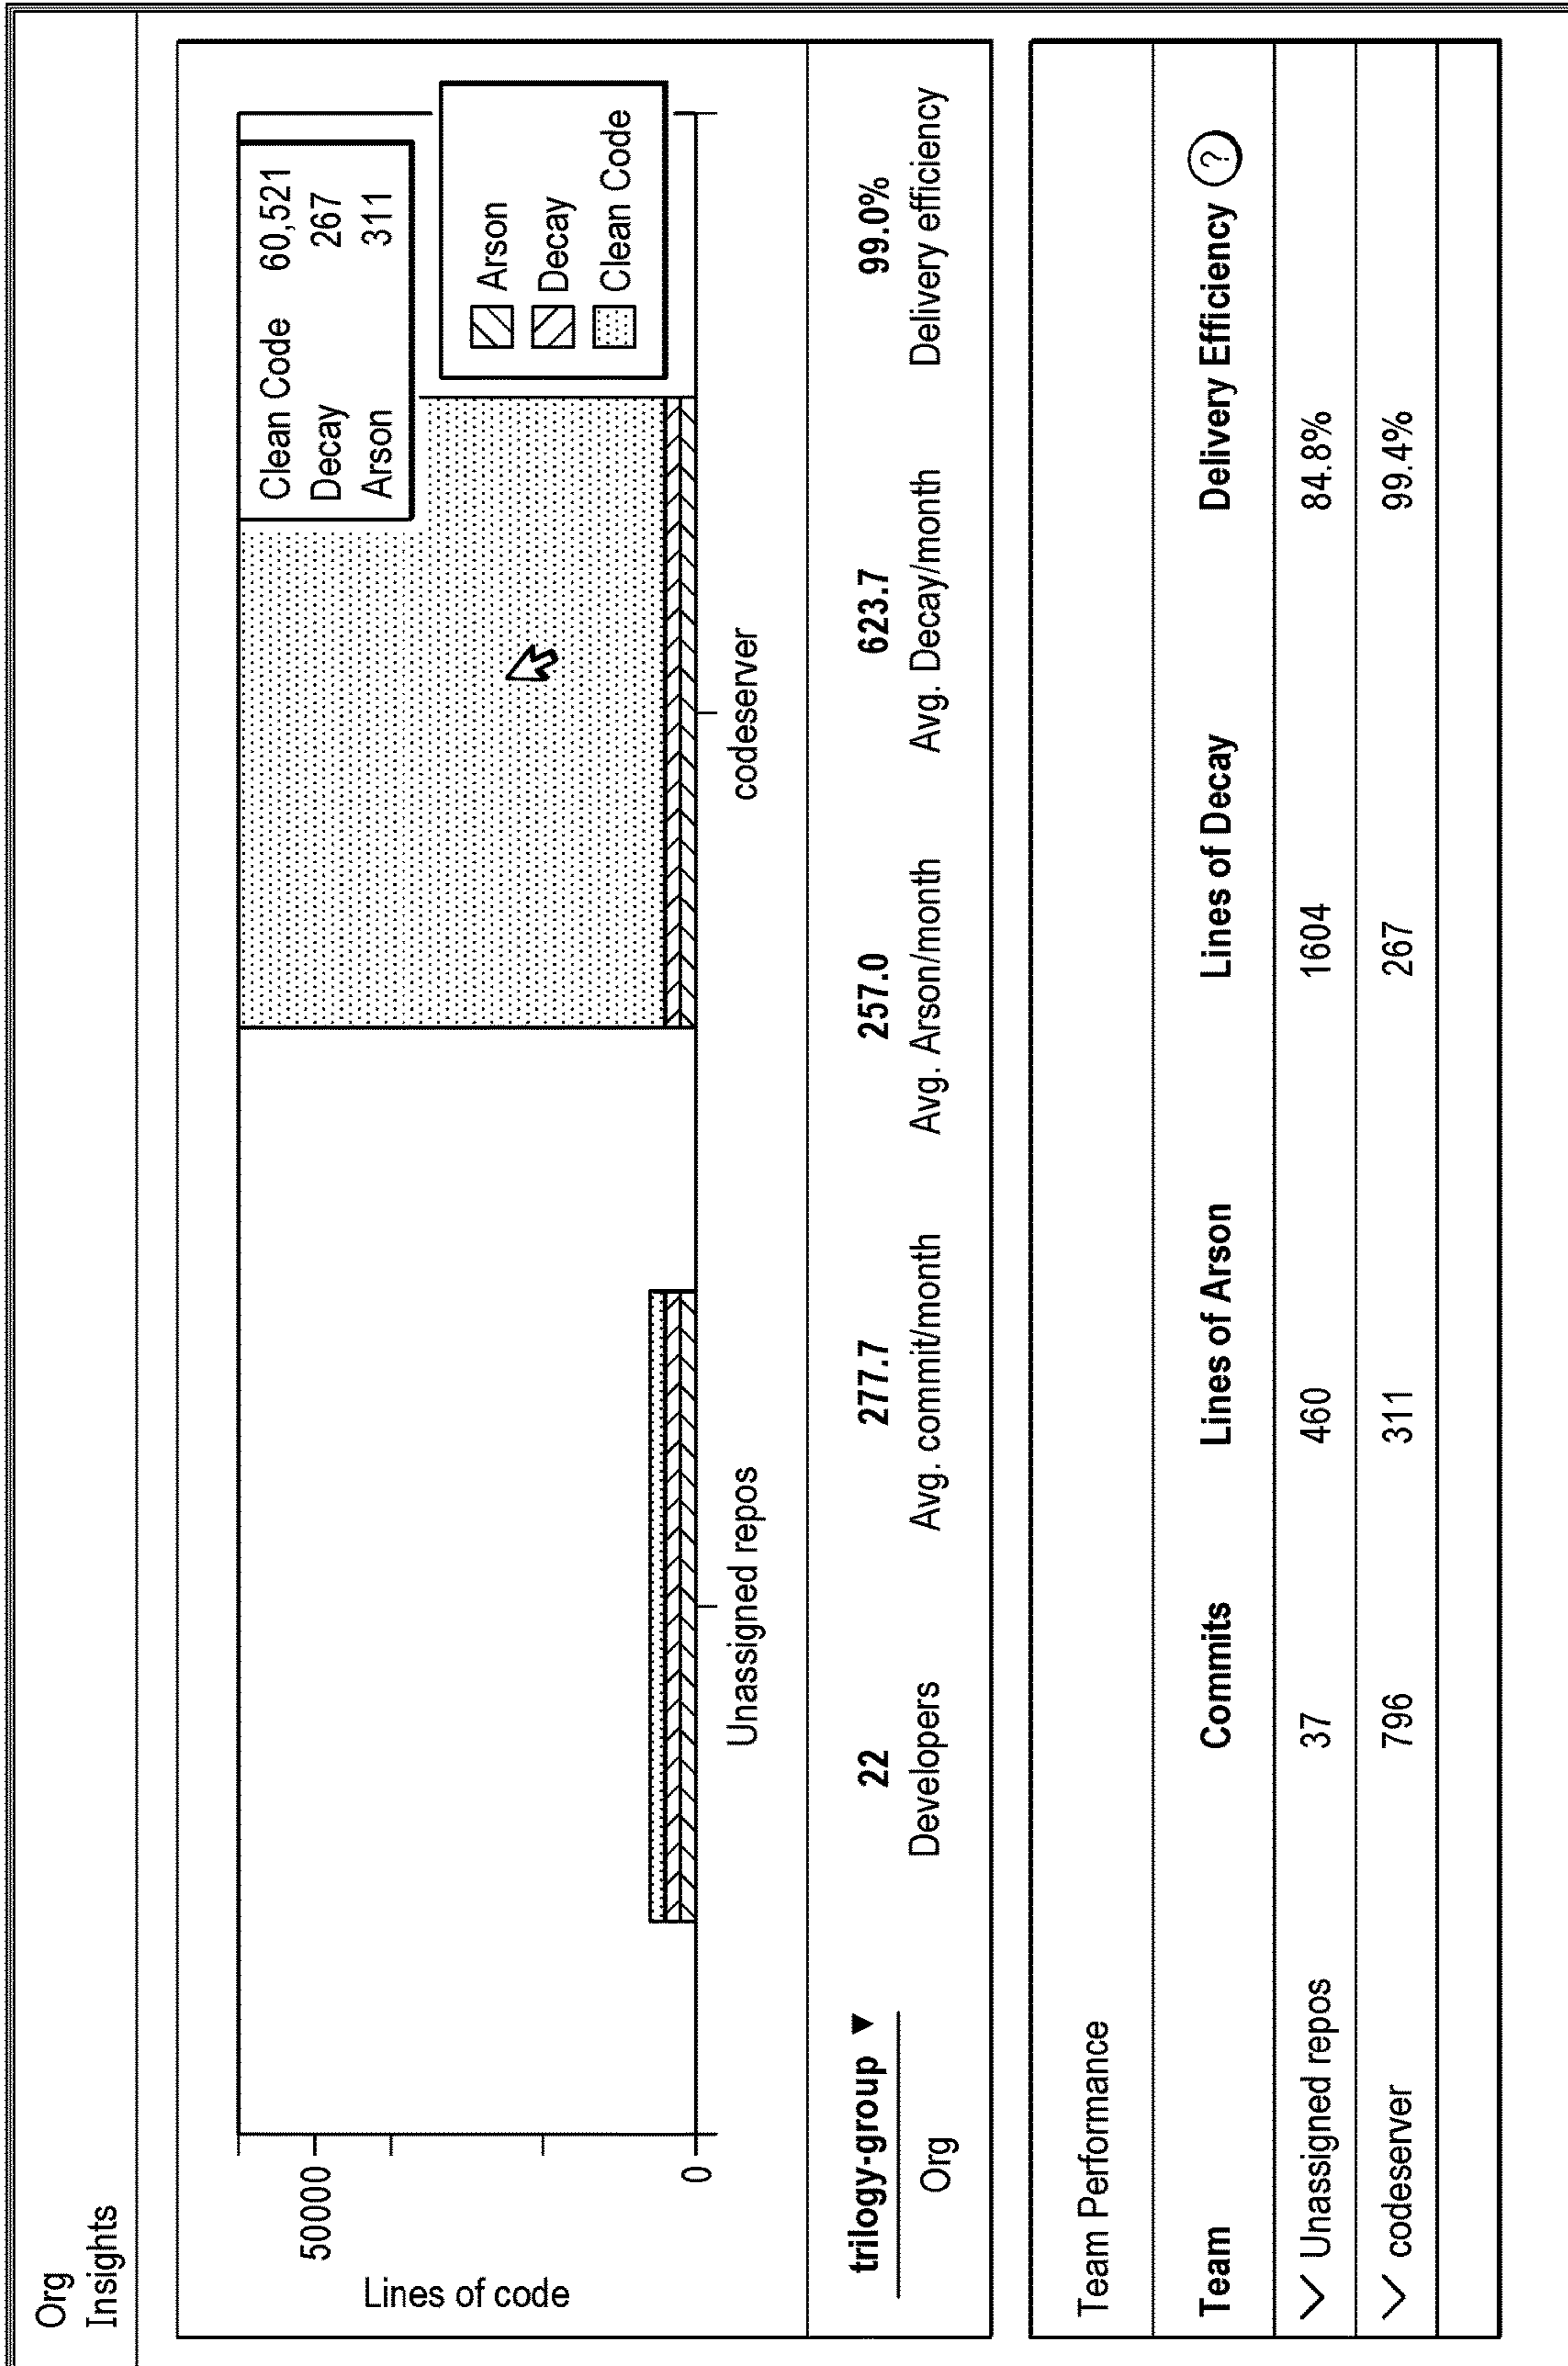 Org
Insights
Lines of code
50000
0
Clean Code 60,521
Decay 267
Arson 311
Arson
Decay
Clean Code
Unassigned repos
codeserver
trilogy-group ▼
Org
22
Developers
277.7
Avg. commit/month
257.0
Avg. Arson/month
623.7
Avg. Decay/month
99.0%
Delivery efficiency
Team Performance
Team Commits Lines of Arson Lines of Decay Delivery Efficiency ?
Unassigned repos 37 460 1604 84.8%
codeserver 796 311 267 99.4%